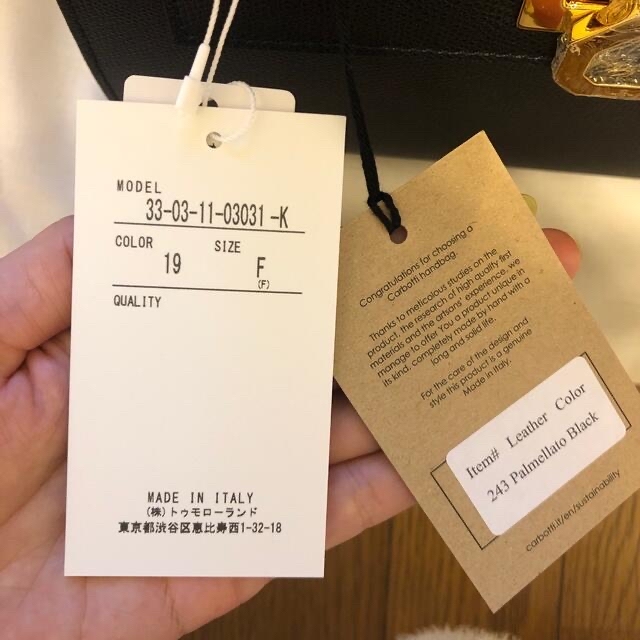 MODEL
33-03-11-03031-K
COLOR
SIZE
19
F
(F)
QUALITY
MADE IN ITALY
(株)トゥモローランド
東京都渋谷区恵比寿西1-32-18
Congratulations for choosing a
Carbotti handbag.
Thanks to meticolous studies on the
product, the research of high quality first
materials and the artisans' experience, we
manage to offer You a product unique in
its kind, completely made by hand with a
long and solid life.
For the care of the design and
style this product is a genuine
Made in Italy.
Item# Leather Color
243 Palmellato Black
carbotti.it/en/sustainability